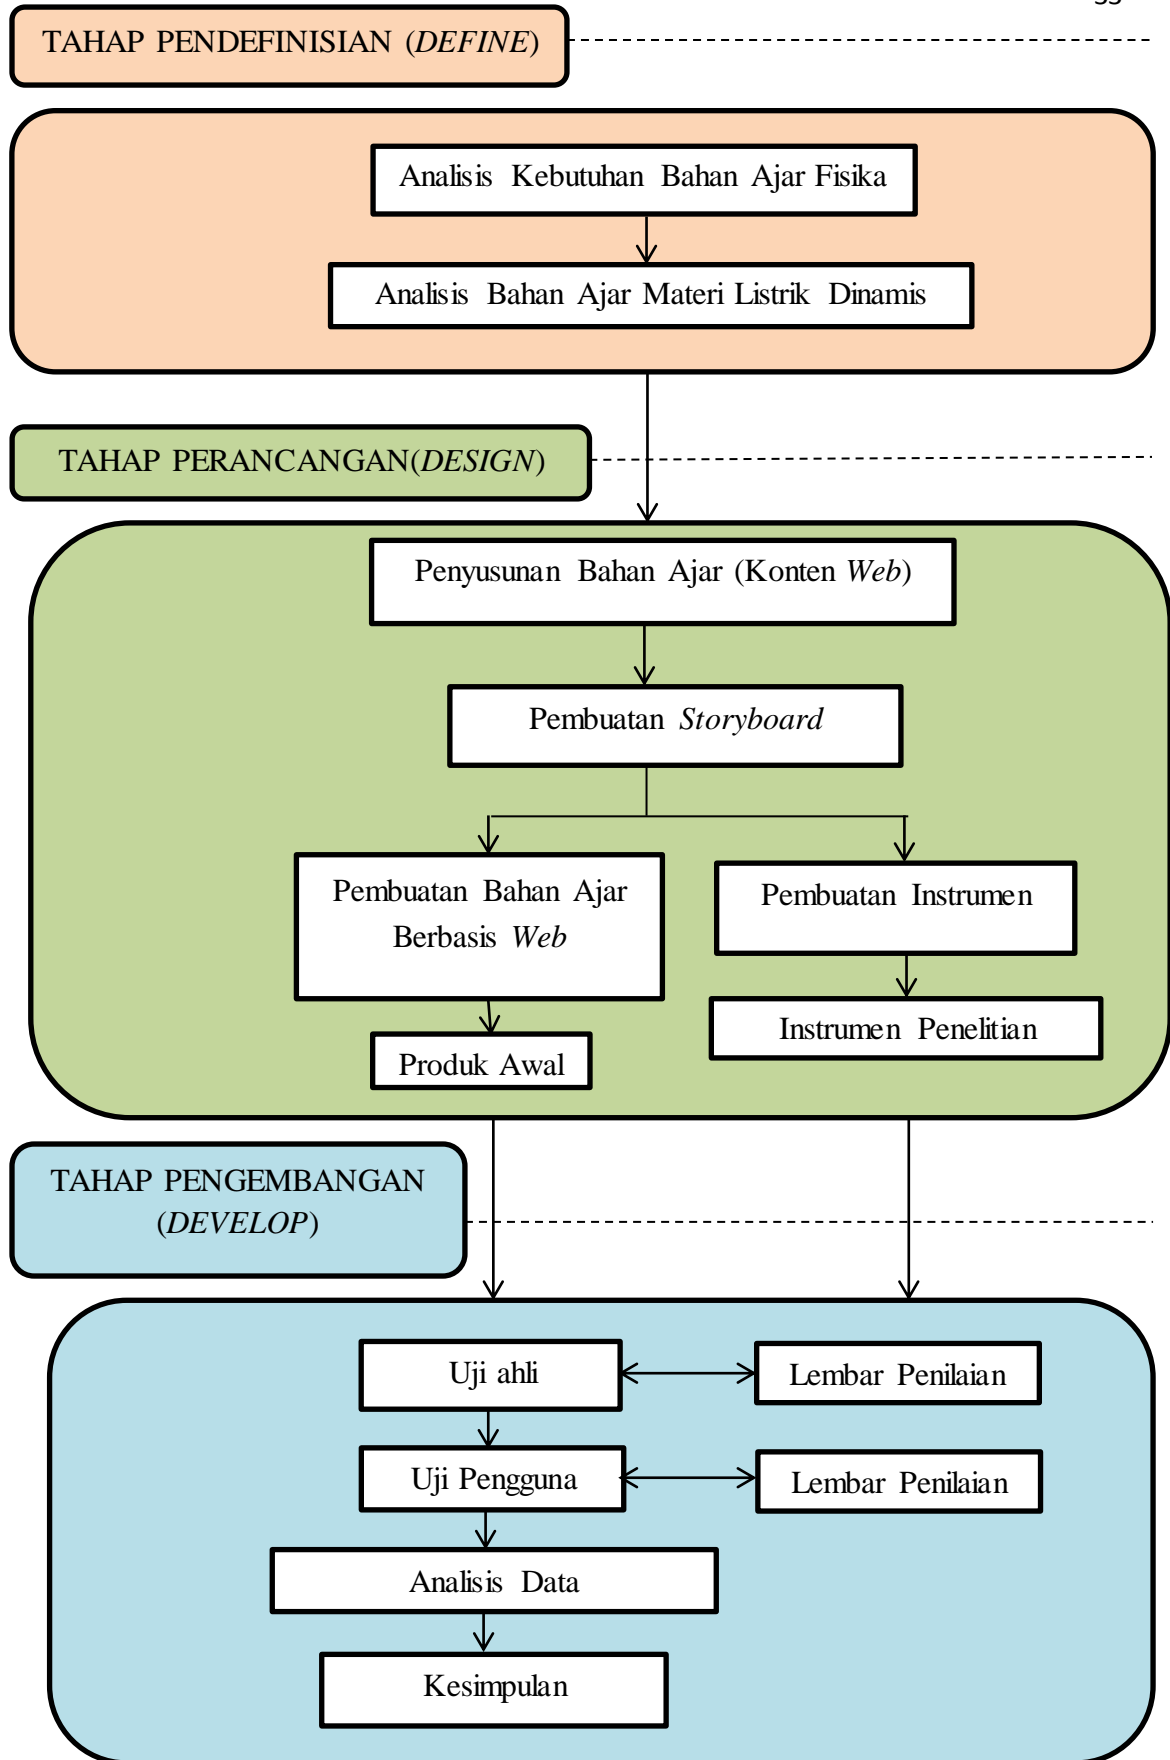 TAHAP PENDEFINISIAN (DEFINE)
Analisis Kebutuhan Bahan Ajar Fisika
Analisis Bahan Ajar Materi Listrik Dinamis
TAHAP PERANCANGAN(DESIGN)
Penyusunan Bahan Ajar (Konten Web)
Pembuatan Storyboard
Pembuatan Bahan Ajar
Berbasis Web
Pembuatan Instrumen
Produk Awal
Instrumen Penelitian
TAHAP PENGEMBANGAN
(DEVELOP)
Uji ahli
Lembar Penilaian
Uji Pengguna
Lembar Penilaian
Analisis Data
Kesimpulan